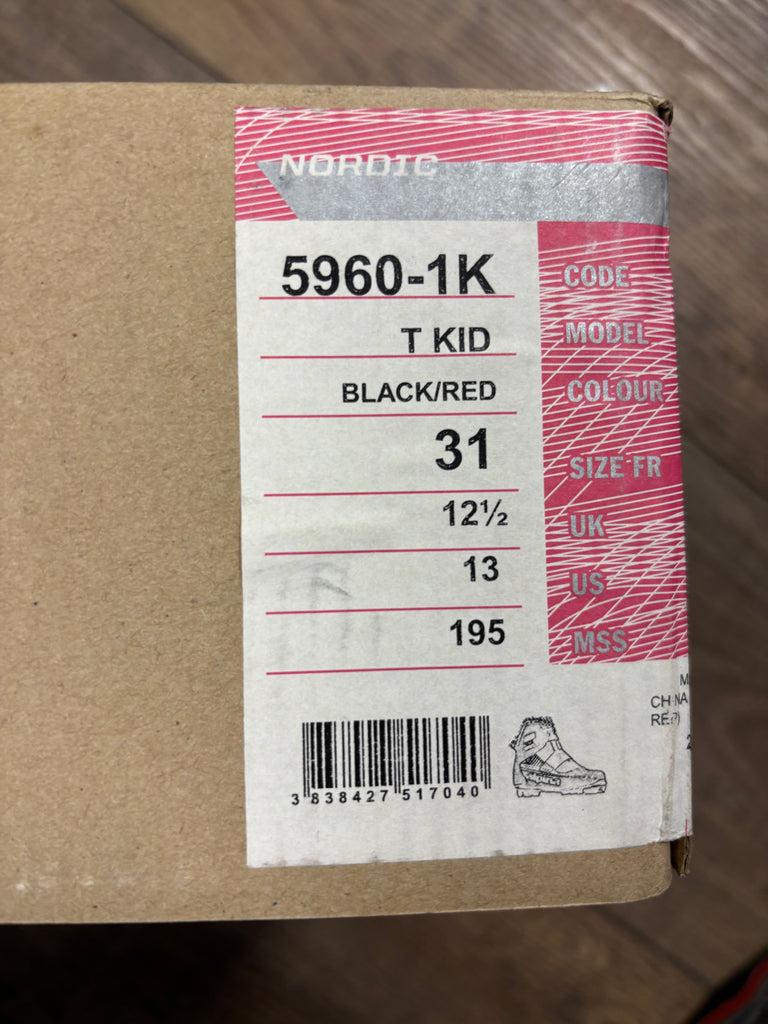 NORDIC
5960-1K CODE
T KID MODEL
BLACK/RED COLOUR
31 SIZE FR
12½ UK
13 US
195 MSS
CHINA
3 838427 517040